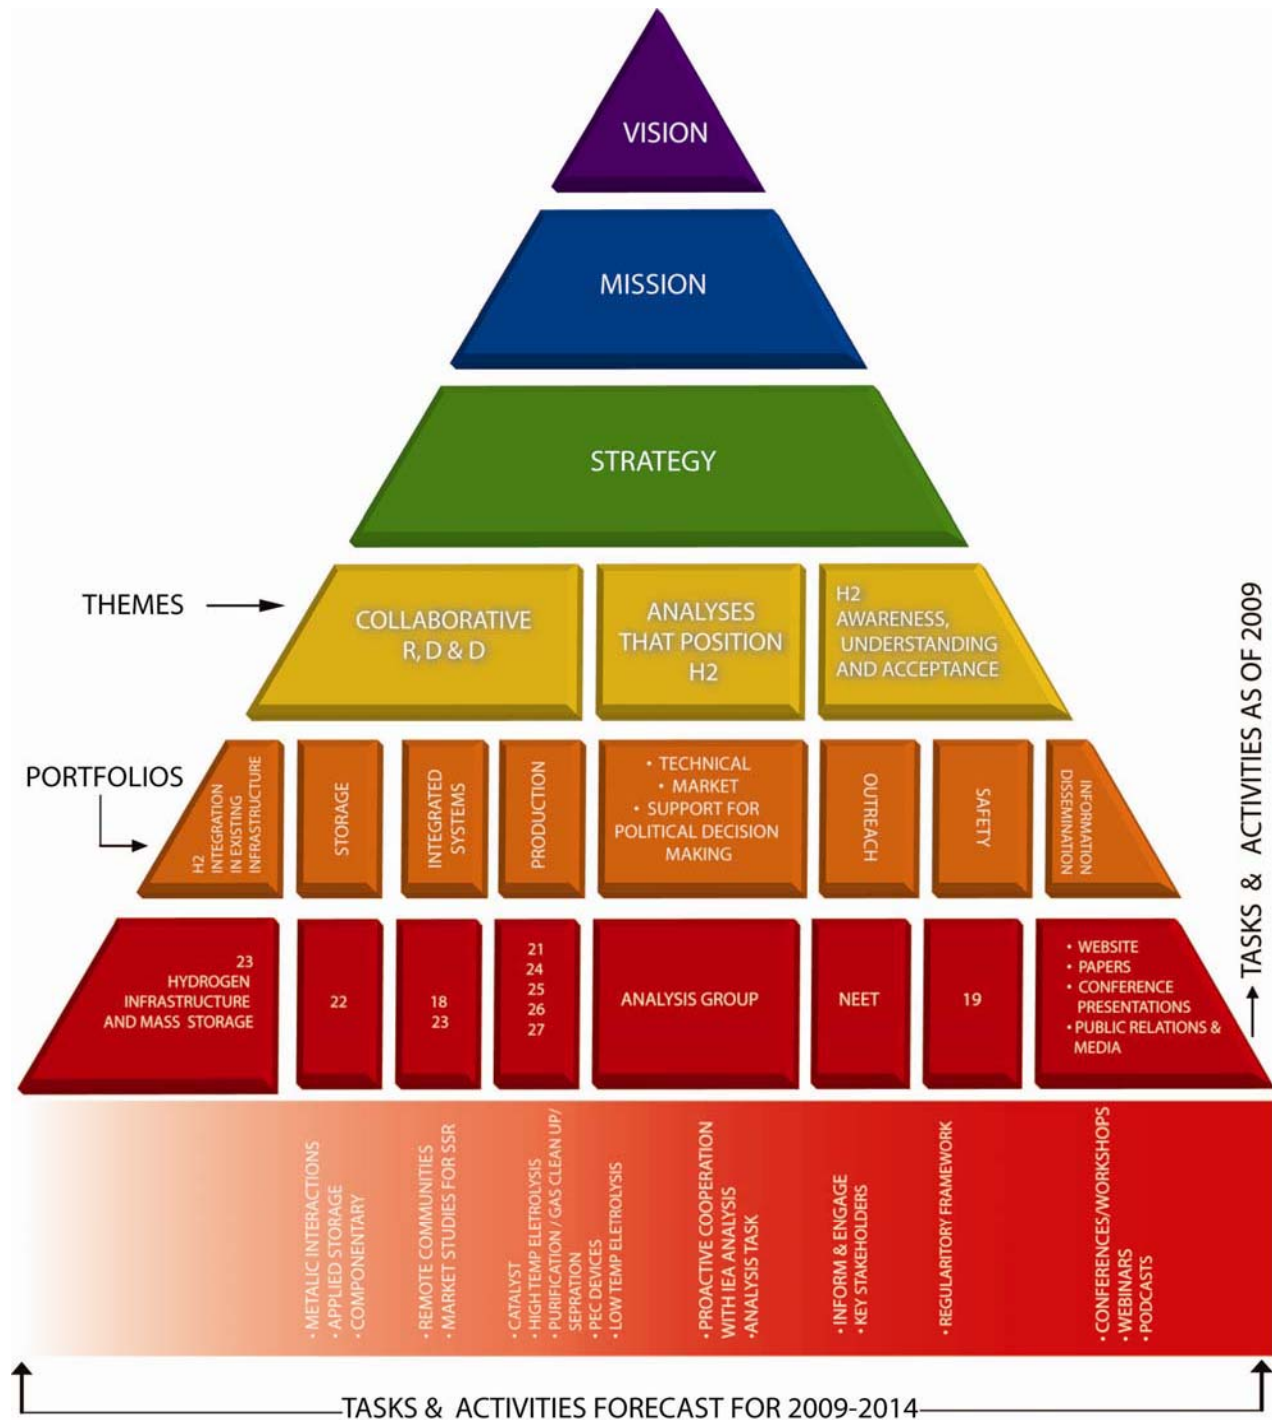 VISION
MISSION
STRATEGY
THEMES
COLLABORATIVE
R, D & D
ANALYSES
THAT POSITION
H2
H2
AWARENESS,
UNDERSTANDING
AND ACCEPTANCE
PORTFOLIOS
H2
INTEGRATION
IN EXISTING
INFRASTRUCTURE
STORAGE
INTEGRATED
SYSTEMS
PRODUCTION
• TECHNICAL
• MARKET
• SUPPORT FOR
POLITICAL DECISION
MAKING
OUTREACH
SAFETY
INFORMATION
DISSEMINATION
23
HYDROGEN
INFRASTRUCTURE
AND MASS STORAGE
22
18
23
21
24
25
26
27
ANALYSIS GROUP
NEET
19
• WEBSITE
• PAPERS
• CONFERENCE
PRESENTATIONS
• PUBLIC RELATIONS &
MEDIA
TASKS & ACTIVITIES AS OF 2009
• METALIC INTERACTIONS
• APPLIED STORAGE
• COMPONENTARY
• REMOTE COMMUNITIES
• MARKET STUDIES FOR SSR
• CATALYST
• HIGH TEMP ELETROLYSIS
• PURIFICATION / GAS CLEAN UP/
SEPRATION
• PEC DEVICES
• LOW TEMP ELETROLYSIS
• PROACTIVE COOPERATION
WITH IEA ANALYSIS
• ANALYSIS TASK
• INFORM & ENGAGE
• KEY STAKEHOLDERS
• REGULARITORY FRAMEWORK
• CONFERENCES/WORKSHOPS
• WEBINARS
• PODCASTS
TASKS & ACTIVITIES FORECAST FOR 2009-2014